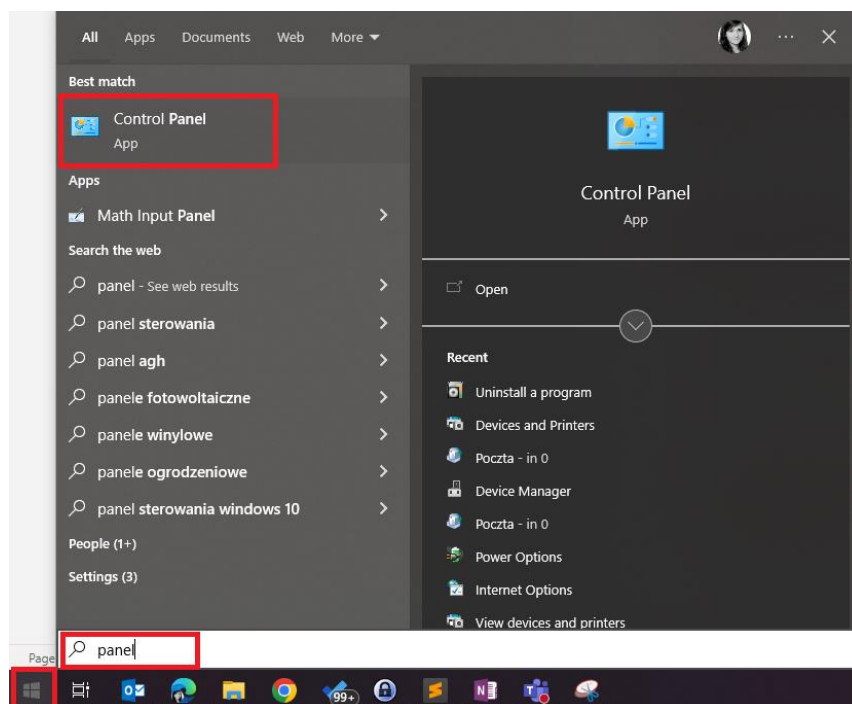 All Apps Documents Web More
Best match
Control Panel
App
Apps
Math Input Panel
Search the web
panel - See web results
panel sterowania
panel agh
panele fotowoltaiczne
panele winylowe
panele ogrodzeniowe
panel sterowania windows 10
People (1+)
Settings (3)
Control Panel
App
Open
Recent
Uninstall a program
Devices and Printers
Poczta - in 0
Device Manager
Poczta - in 0
Power Options
Internet Options
View devices and printers
Page
panel
99+